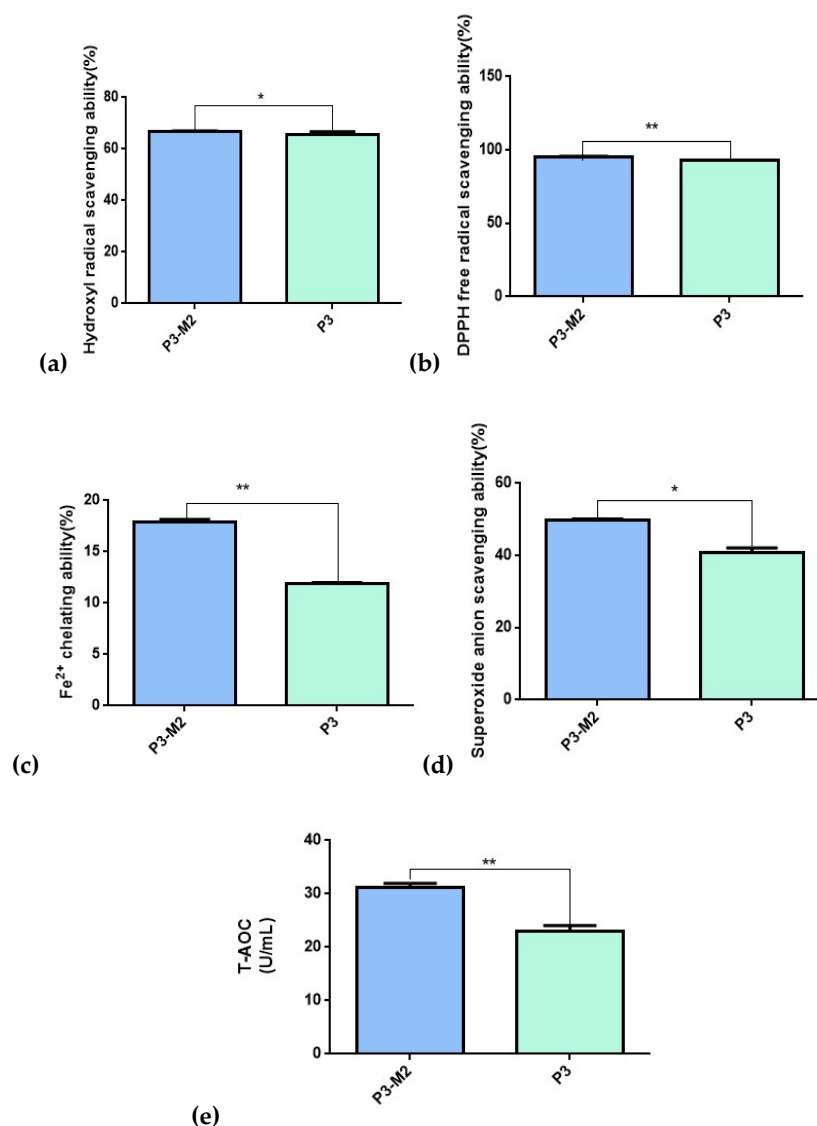 Hydroxyl radical scavenging ability(%)
80
60
40
20
0
*
P3-M2
P3
(a)
DPPH free radical scavenging ability(%)
150
100
50
0
**
P3-M2
P3
(b)
Fe²⁺ chelating ability(%)
20
15
10
5
0
**
P3-M2
P3
(c)
Superoxide anion scavenging ability(%)
60
40
20
0
*
P3-M2
P3
(d)
T-AOC
(U/mL)
40
30
20
10
0
**
P3-M2
P3
(e)